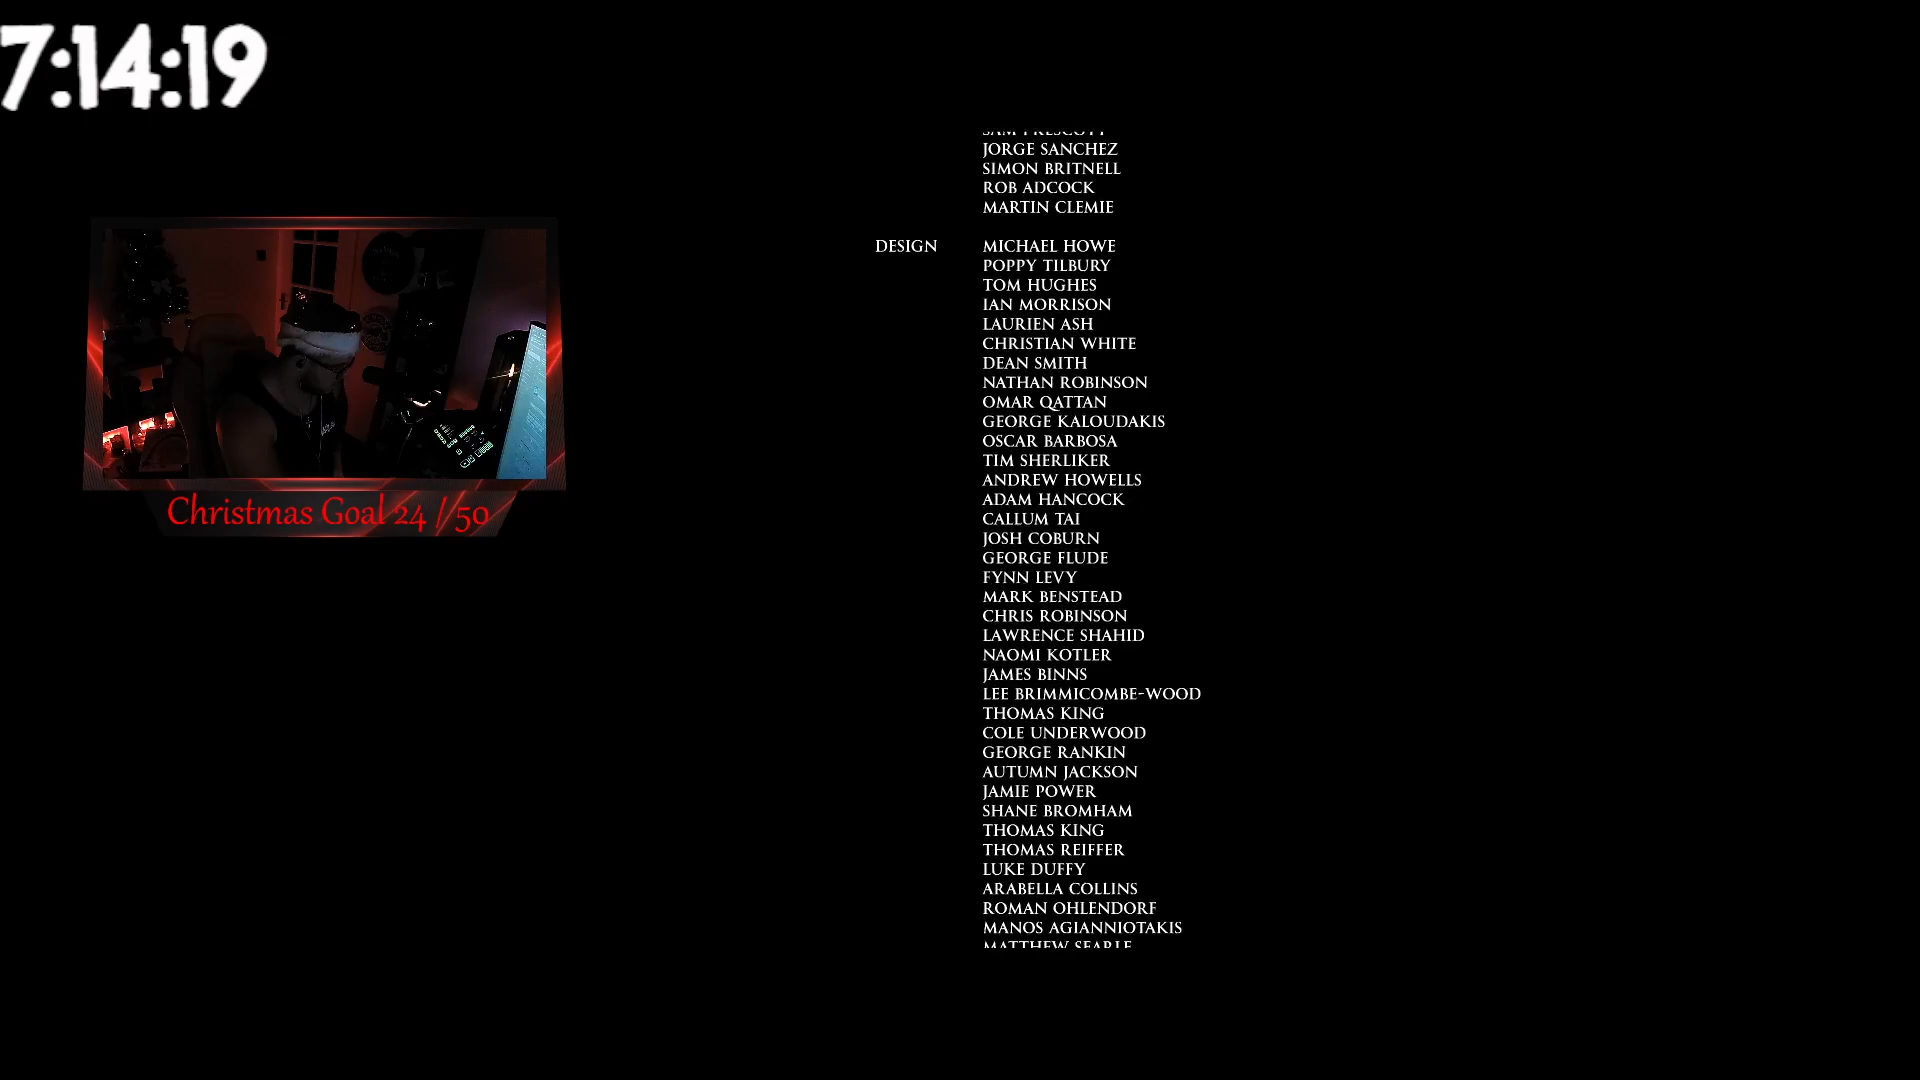 7:14:19
SAM PRESCOTT
JORGE SANCHEZ
SIMON BRITNELL
ROB ADCOCK
MARTIN CLEMIE
DESIGN MICHAEL HOWE
POPPY TILBURY
TOM HUGHES
IAN MORRISON
LAURIEN ASH
CHRISTIAN WHITE
DEAN SMITH
NATHAN ROBINSON
OMAR QATTAN
GEORGE KALOUDAKIS
OSCAR BARBOSA
TIM SHERLIKER
ANDREW HOWELLS
ADAM HANCOCK
CALLUM TAI
JOSH COBURN
GEORGE FLUDE
FYNN LEVY
MARK BENSTEAD
CHRIS ROBINSON
LAWRENCE SHAHID
NAOMI KOTLER
JAMES BINNS
LEE BRIMMICOMBE-WOOD
THOMAS KING
COLE UNDERWOOD
GEORGE RANKIN
AUTUMN JACKSON
JAMIE POWER
SHANE BROMHAM
THOMAS KING
THOMAS REIFFER
LUKE DUFFY
ARABELLA COLLINS
ROMAN OHLENDORF
MANOS AGIANNIOTAKIS
MATTHEW SEARLE
Christmas Goal 24 // 50